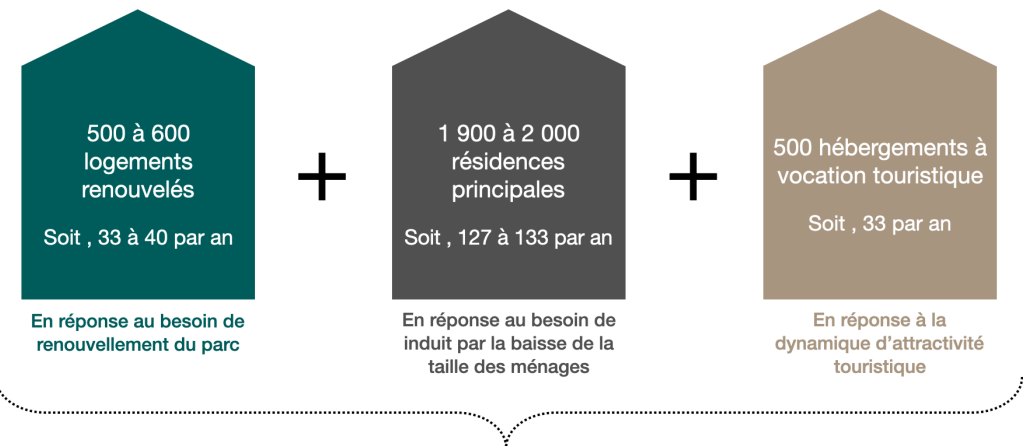 500 à 600
logements
renouvelés
Soit , 33 à 40 par an
En réponse au besoin de
renouvellement du parc
+
1 900 à 2 000
résidences
principales
Soit , 127 à 133 par an
En réponse au besoin de
induit par la baisse de la
taille des ménages
+
500 hébergements à
vocation touristique
Soit , 33 par an
En réponse à la
dynamique d’attractivité
touristique